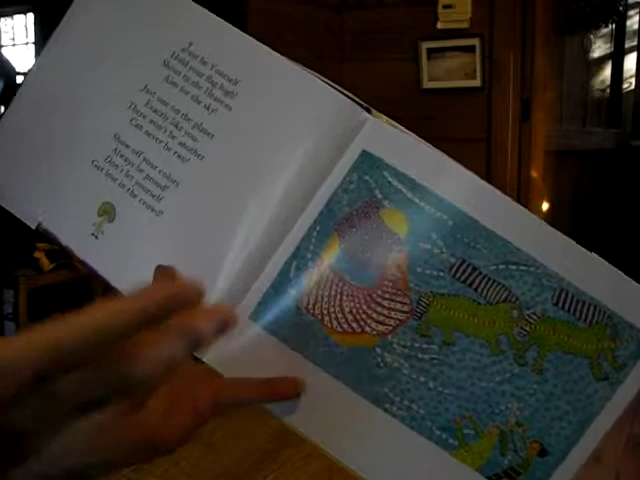 Just be Yourself
Hold your flag high!
Shout to the Heavens
Aim for the sky!
Just one on the planet
Exactly like you-
There won't be another
Can never be two!
Show off your colors
Always be proud!
Don't let yourself
Get lost in the crowd!